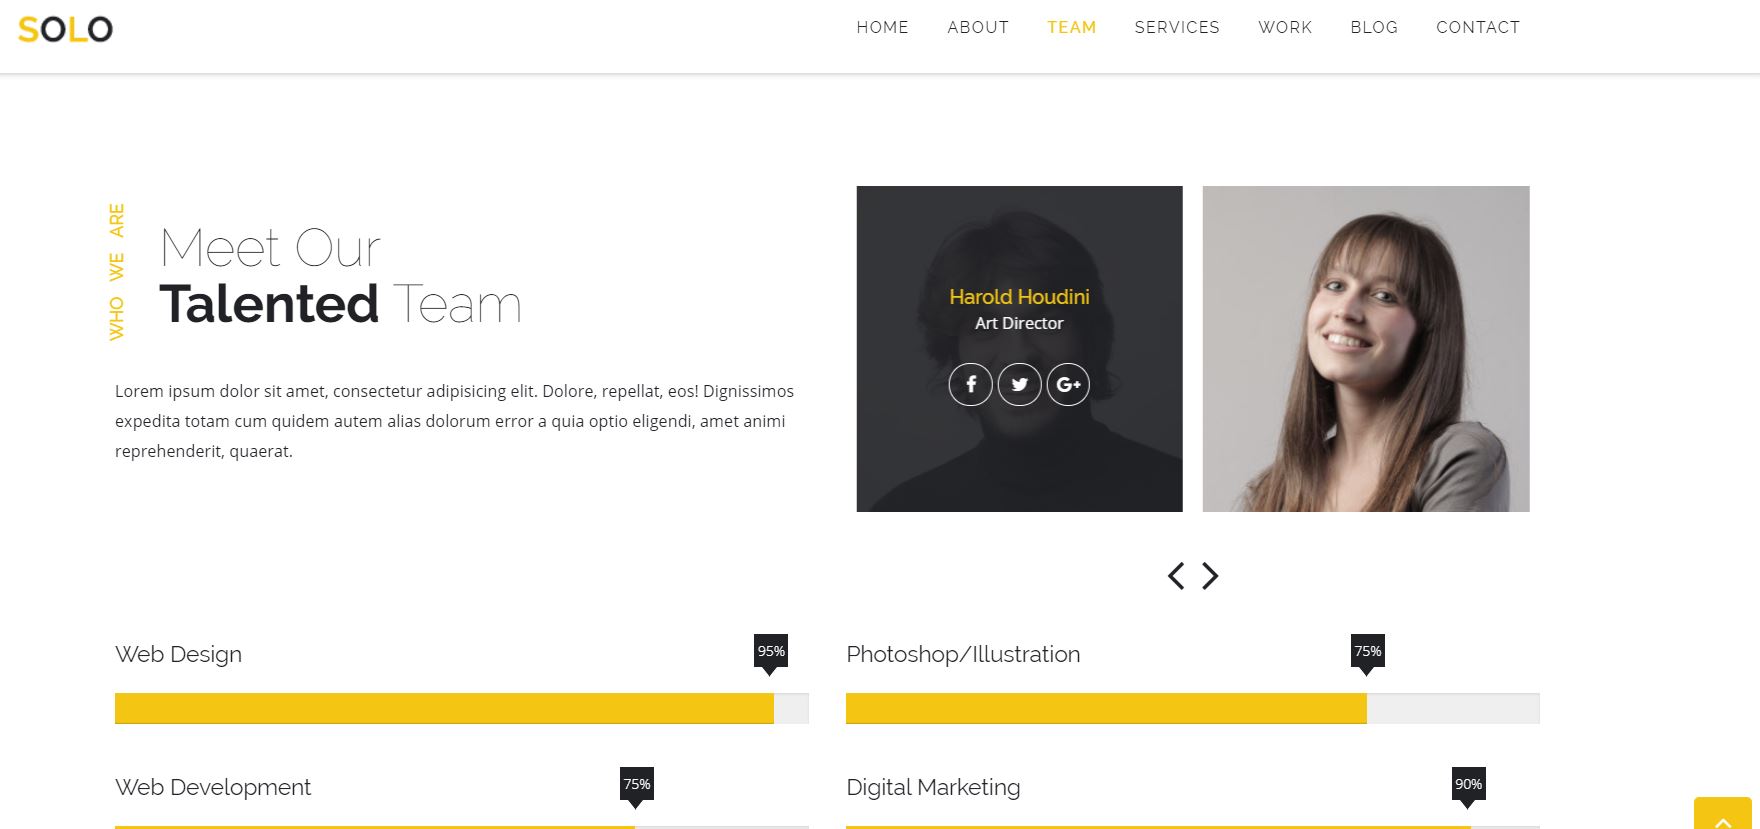 SOLO
HOME
ABOUT
TEAM
SERVICES
WORK
BLOG
CONTACT
WHO WE ARE
Meet Our
Talented Team
Lorem ipsum dolor sit amet, consectetur adipisicing elit. Dolore, repellat, eos! Dignissimos
expedita totam cum quidem autem alias dolorum error a quia optio eligendi, amet animi
reprehenderit, quaerat.
Harold Houdini
Art Director
Web Design
95%
Photoshop/Illustration
75%
Web Development
75%
Digital Marketing
90%